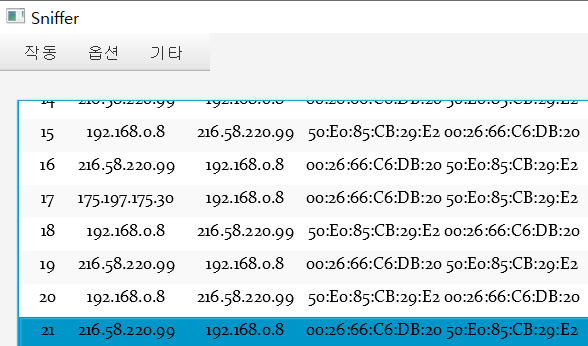 Sniffer
작동 옵션 기타
14 216.58.220.99 192.168.0.8 00:26:66:C6:DB:20 50:E0:85:CB:29:E2
15 192.168.0.8 216.58.220.99 50:E0:85:CB:29:E2 00:26:66:C6:DB:20
16 216.58.220.99 192.168.0.8 00:26:66:C6:DB:20 50:E0:85:CB:29:E2
17 175.197.175.30 192.168.0.8 00:26:66:C6:DB:20 50:E0:85:CB:29:E2
18 192.168.0.8 216.58.220.99 50:E0:85:CB:29:E2 00:26:66:C6:DB:20
19 216.58.220.99 192.168.0.8 00:26:66:C6:DB:20 50:E0:85:CB:29:E2
20 192.168.0.8 216.58.220.99 50:E0:85:CB:29:E2 00:26:66:C6:DB:20
21 216.58.220.99 192.168.0.8 00:26:66:C6:DB:20 50:E0:85:CB:29:E2